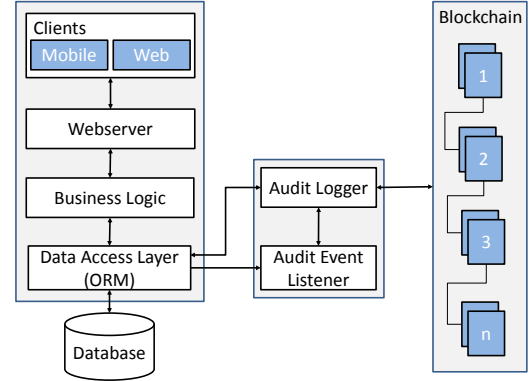 Clients
Mobile
Web
Webserver
Business Logic
Data Access Layer
(ORM)
Database
Audit Logger
Audit Event
Listener
Blockchain
1
2
3
n